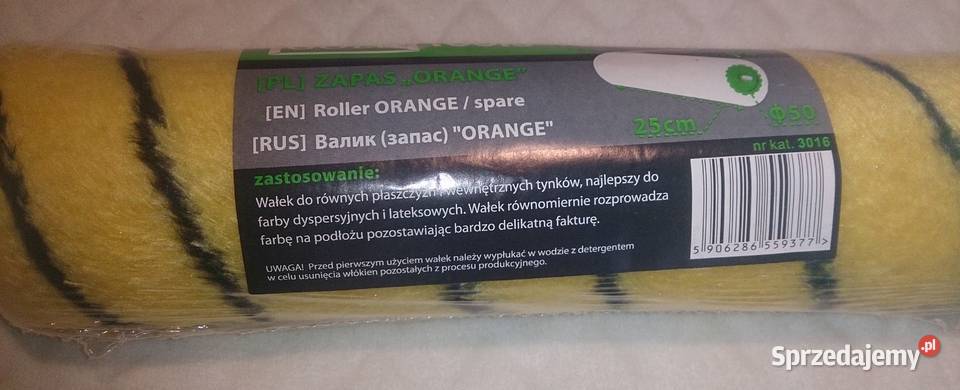 [PL] ZAPAS „ORANGE”
[EN] Roller ORANGE / spare
[RUS] Валик (запас) "ORANGE"
25cm
Φ50
nr kat. 3016
zastosowanie:
Wałek do równych płaszczyzn i wewnętrznych tynków, najlepszy do
farby dyspersyjnych i lateksowych. Wałek równomiernie rozprowadza
farbę na podłożu pozostawiając bardzo delikatną fakturę.
UWAGA! Przed pierwszym użyciem wałek należy wypłukać w wodzie z detergentem
w celu usunięcia włókien pozostałych z procesu produkcyjnego.
5 906286 559377 >
Sprzedajemy.pl